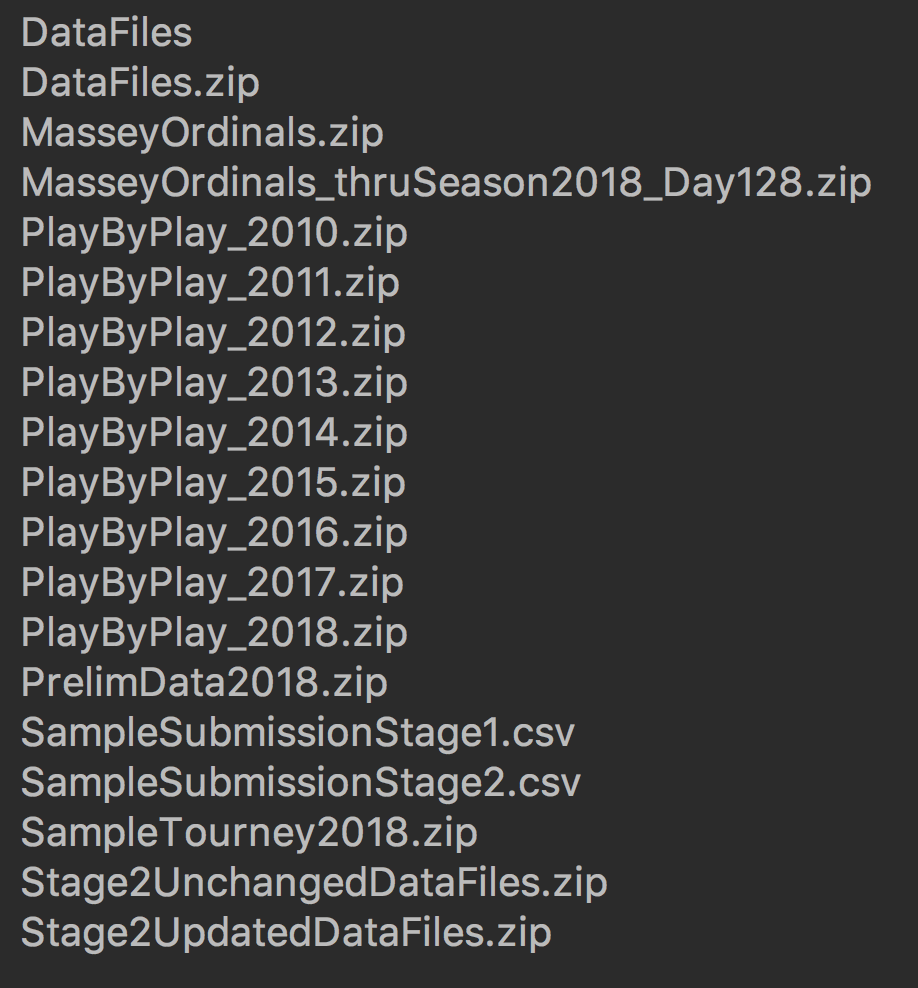 DataFiles
DataFiles.zip
MasseyOrdinals.zip
MasseyOrdinals_thruSeason2018_Day128.zip
PlayByPlay_2010.zip
PlayByPlay_2011.zip
PlayByPlay_2012.zip
PlayByPlay_2013.zip
PlayByPlay_2014.zip
PlayByPlay_2015.zip
PlayByPlay_2016.zip
PlayByPlay_2017.zip
PlayByPlay_2018.zip
PrelimData2018.zip
SampleSubmissionStage1.csv
SampleSubmissionStage2.csv
SampleTourney2018.zip
Stage2UnchangedDataFiles.zip
Stage2UpdatedDataFiles.zip